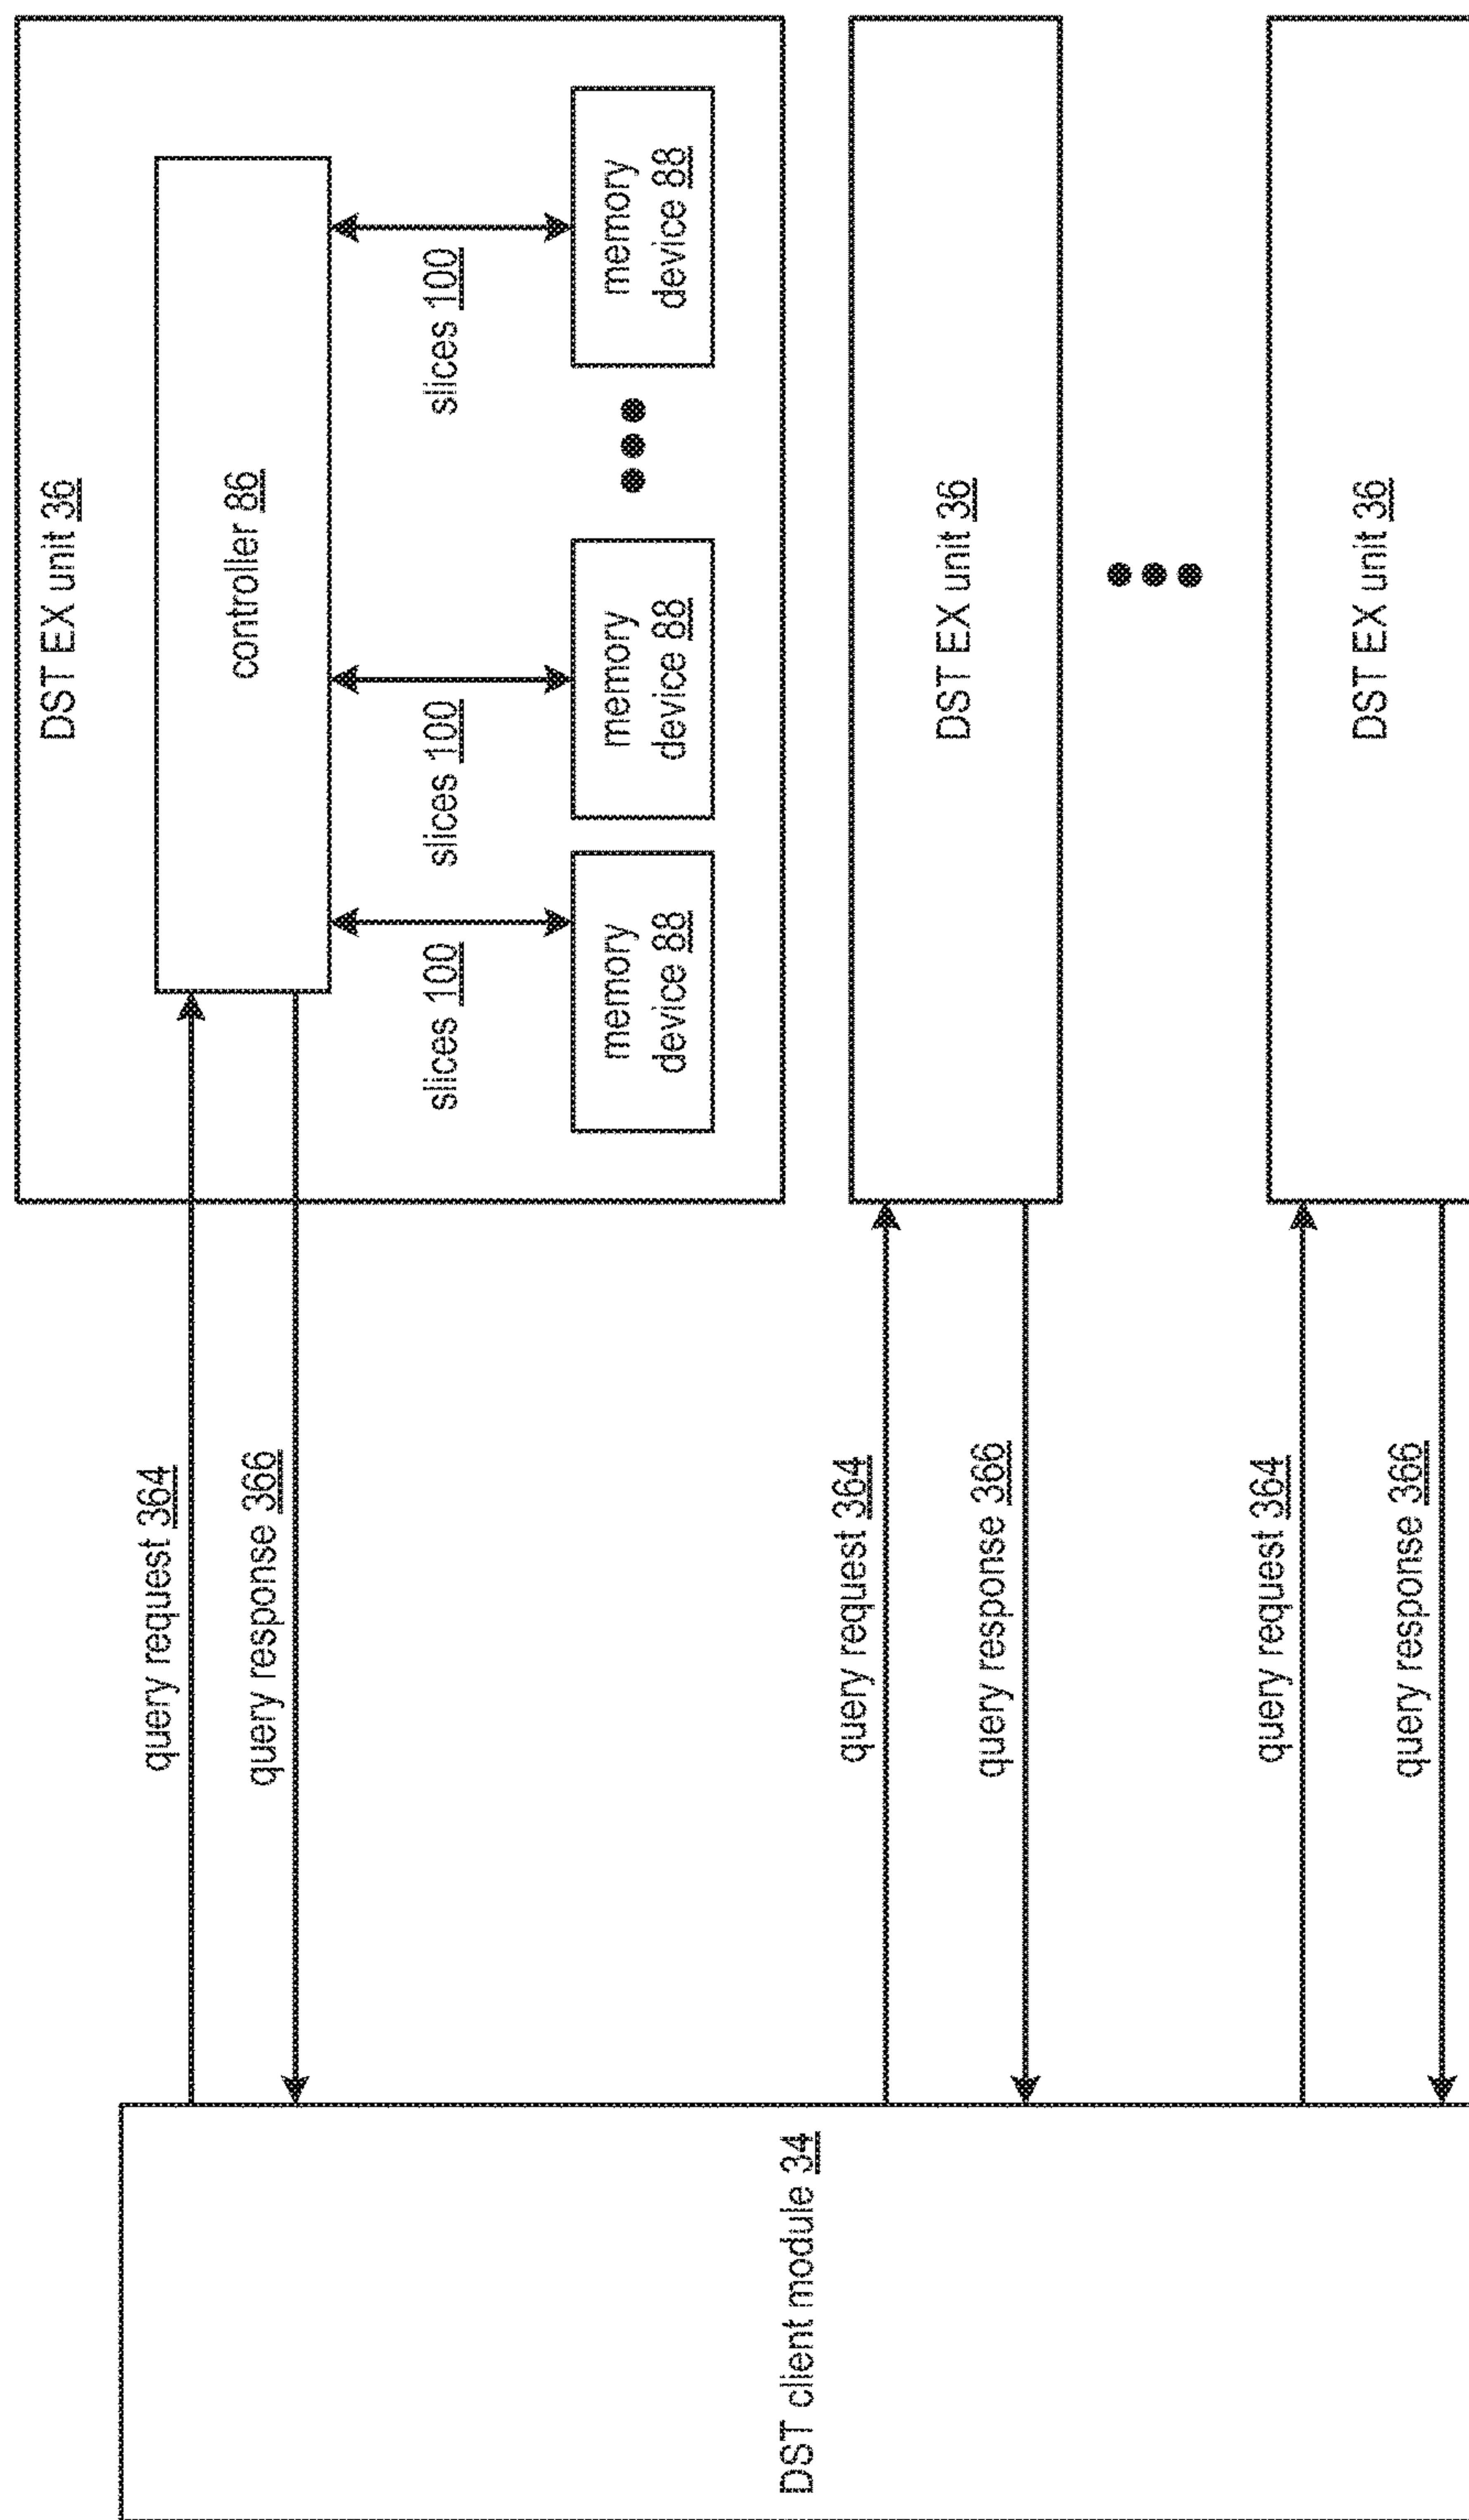 DST client module 34
query request 364
query response 366
query request 364
query response 366
query request 364
query response 366
DST EX unit 36
controller 86
slices 100
slices 100
slices 100
memory
device 88
memory
device 88
memory
device 88
DST EX unit 36
DST EX unit 36